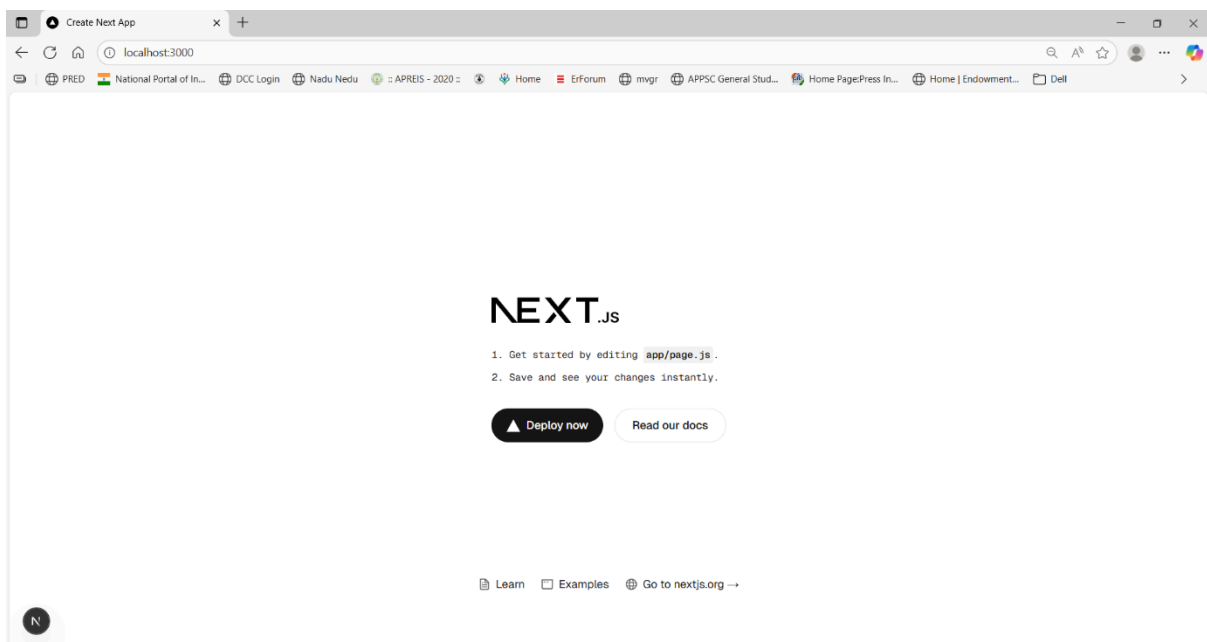 Create Next App
localhost:3000
PRED National Portal of In... DCC Login Nadu Nedu :: APREIS - 2020 :: Home ErForum mvgr APPSC General Stud... Home Page:Press In... Home | Endowment... Dell
NEXT.JS
1. Get started by editing app/page.js.
2. Save and see your changes instantly.
Deploy now Read our docs
Learn Examples Go to nextjs.org →
N